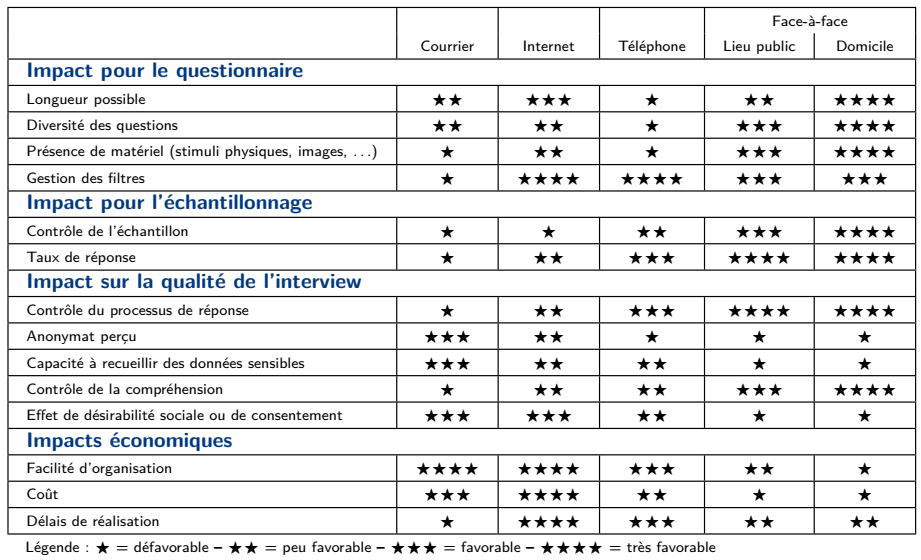 Face-à-face
Courrier Internet Téléphone Lieu public Domicile
Impact pour le questionnaire
Longueur possible ★★ ★★★ ★ ★★ ★★★★
Diversité des questions ★★ ★★ ★ ★★★ ★★★★
Présence de matériel (stimuli physiques, images, ...) ★ ★★ ★ ★★★ ★★★★
Gestion des filtres ★ ★★★★ ★★★★ ★★★ ★★★
Impact pour l'échantillonnage
Contrôle de l'échantillon ★ ★ ★★ ★★★ ★★★★
Taux de réponse ★ ★★ ★★★ ★★★★ ★★★★
Impact sur la qualité de l'interview
Contrôle du processus de réponse ★ ★★ ★★★ ★★★★ ★★★★
Anonymat perçu ★★★ ★★ ★ ★ ★
Capacité à recueillir des données sensibles ★★★ ★★ ★★ ★ ★
Contrôle de la compréhension ★ ★★ ★★ ★★★ ★★★★
Effet de désirabilité sociale ou de consentement ★★★ ★★★ ★★ ★ ★
Impacts économiques
Facilité d'organisation ★★★★ ★★★★ ★★★ ★★ ★
Coût ★★★ ★★★★ ★★ ★ ★
Délais de réalisation ★ ★★★★ ★★★ ★★ ★★
Légende : ★ = défavorable – ★★ = peu favorable – ★★★ = favorable – ★★★★ = très favorable